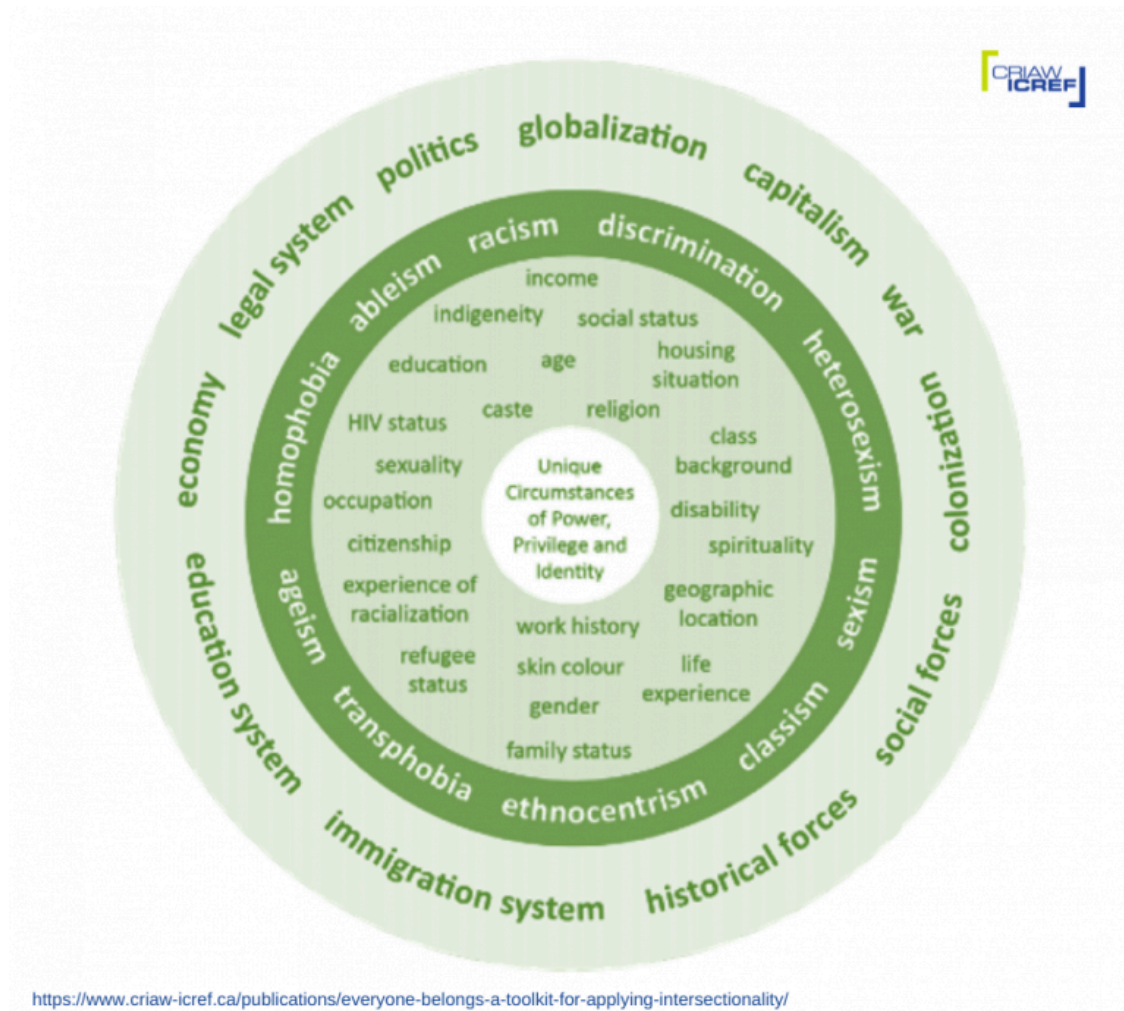 CRIAW
ICREF
globalization
capitalism
war
colonization
social forces
historical forces
immigration system
education system
economy
legal system
politics
racism
discrimination
heterosexism
sexism
classism
ethnocentrism
transphobia
ageism
homophobia
ableism
income
indigeneity
social status
education
age
housing
situation
HIV status
caste
religion
class
background
sexuality
occupation
disability
citizenship
spirituality
experience of
racialization
geographic
location
work history
refugee
status
skin colour
life
experience
gender
family status
Unique
Circumstances
of Power,
Privilege and
Identity
https://www.criaw-icref.ca/publications/everyone-belongs-a-toolkit-for-applying-intersectionality/